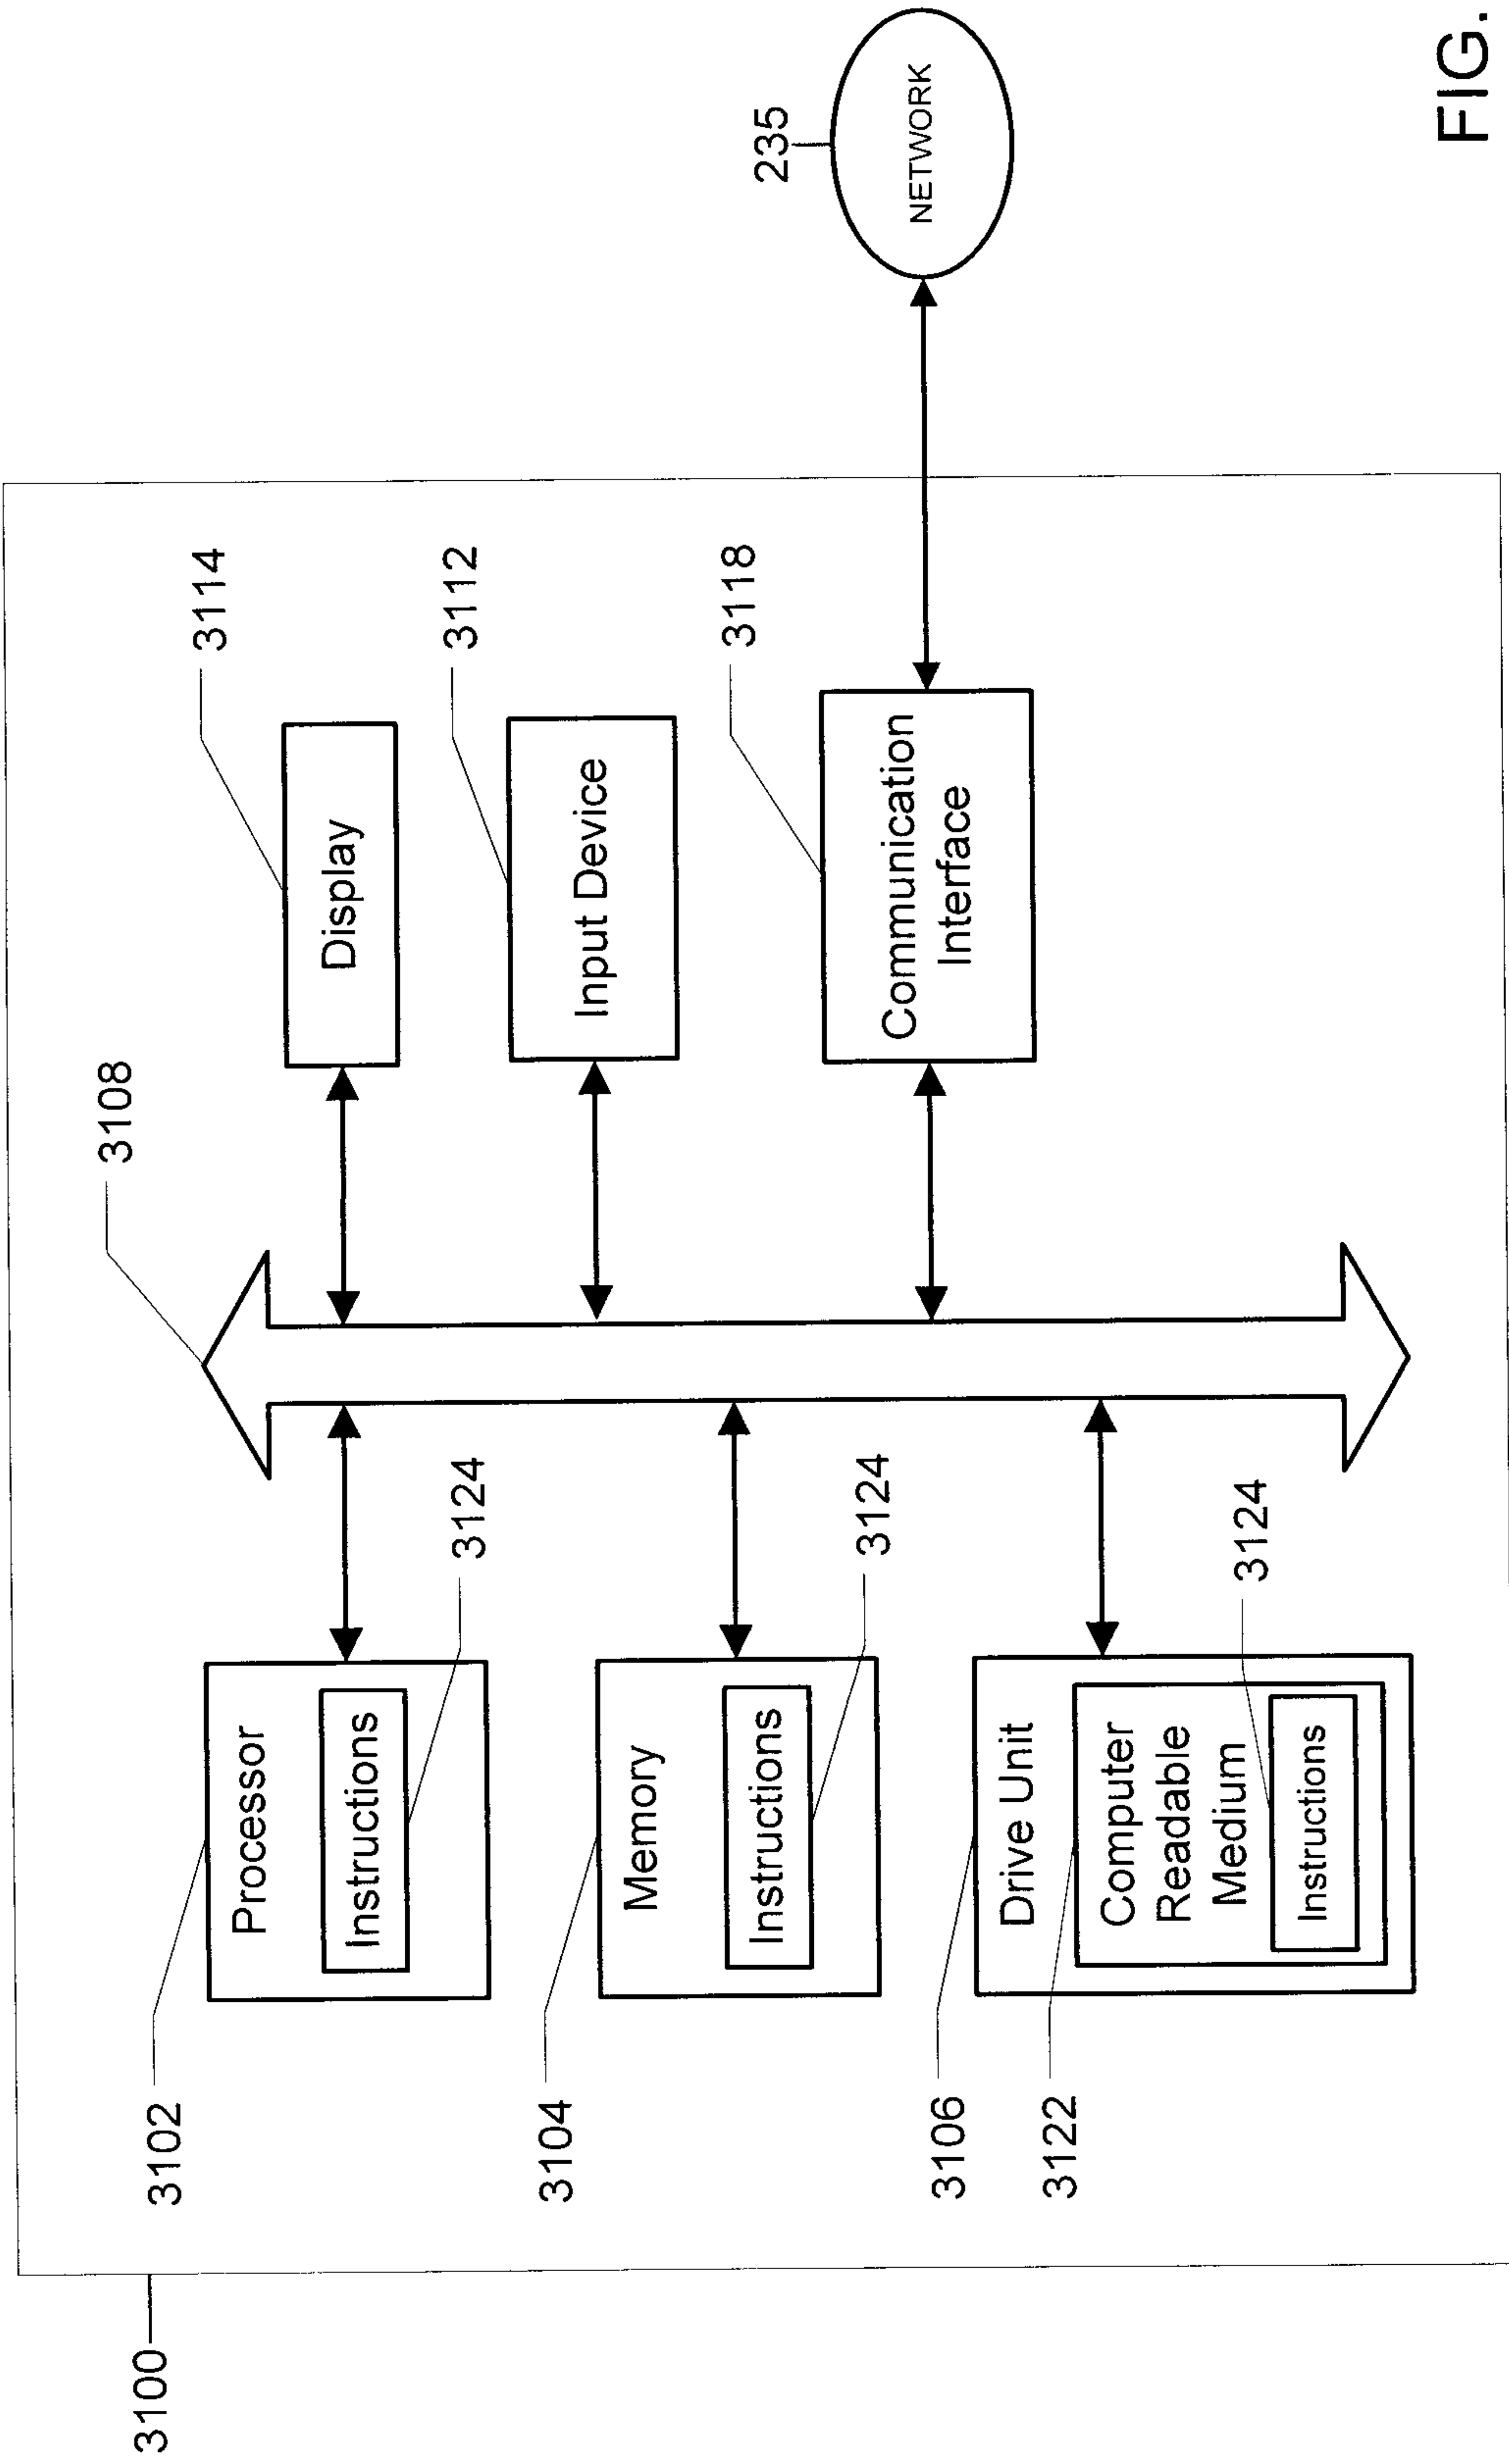 3100
3108
3102
Processor
Instructions
3124
3114
Display
3104
Memory
Instructions
3124
3112
Input Device
3106
3122
Drive Unit
Computer
Readable
Medium
Instructions
3124
3118
Communication
Interface
235
NETWORK
FIG.